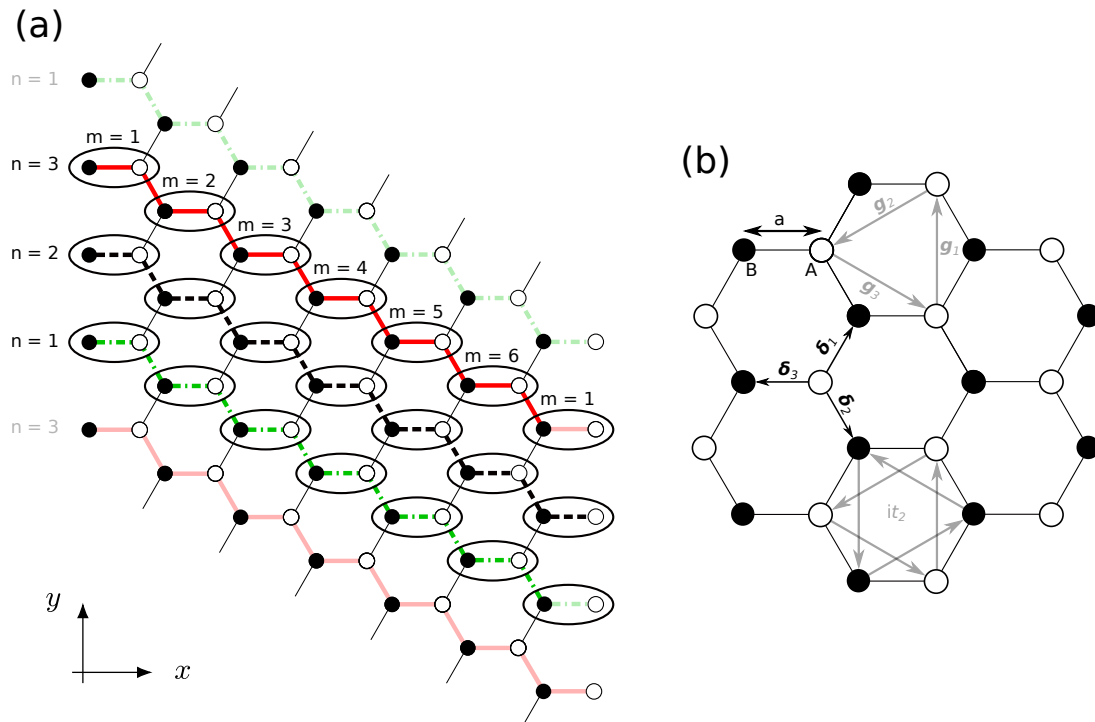 (a)
n = 1
m = 1
n = 3
m = 2
m = 3
n = 2
m = 4
m = 5
n = 1
m = 6
m = 1
n = 3
y
x
(b)
a
B
A
g₂
g₁
g₃
δ₁
δ₃
δ₂
it₂